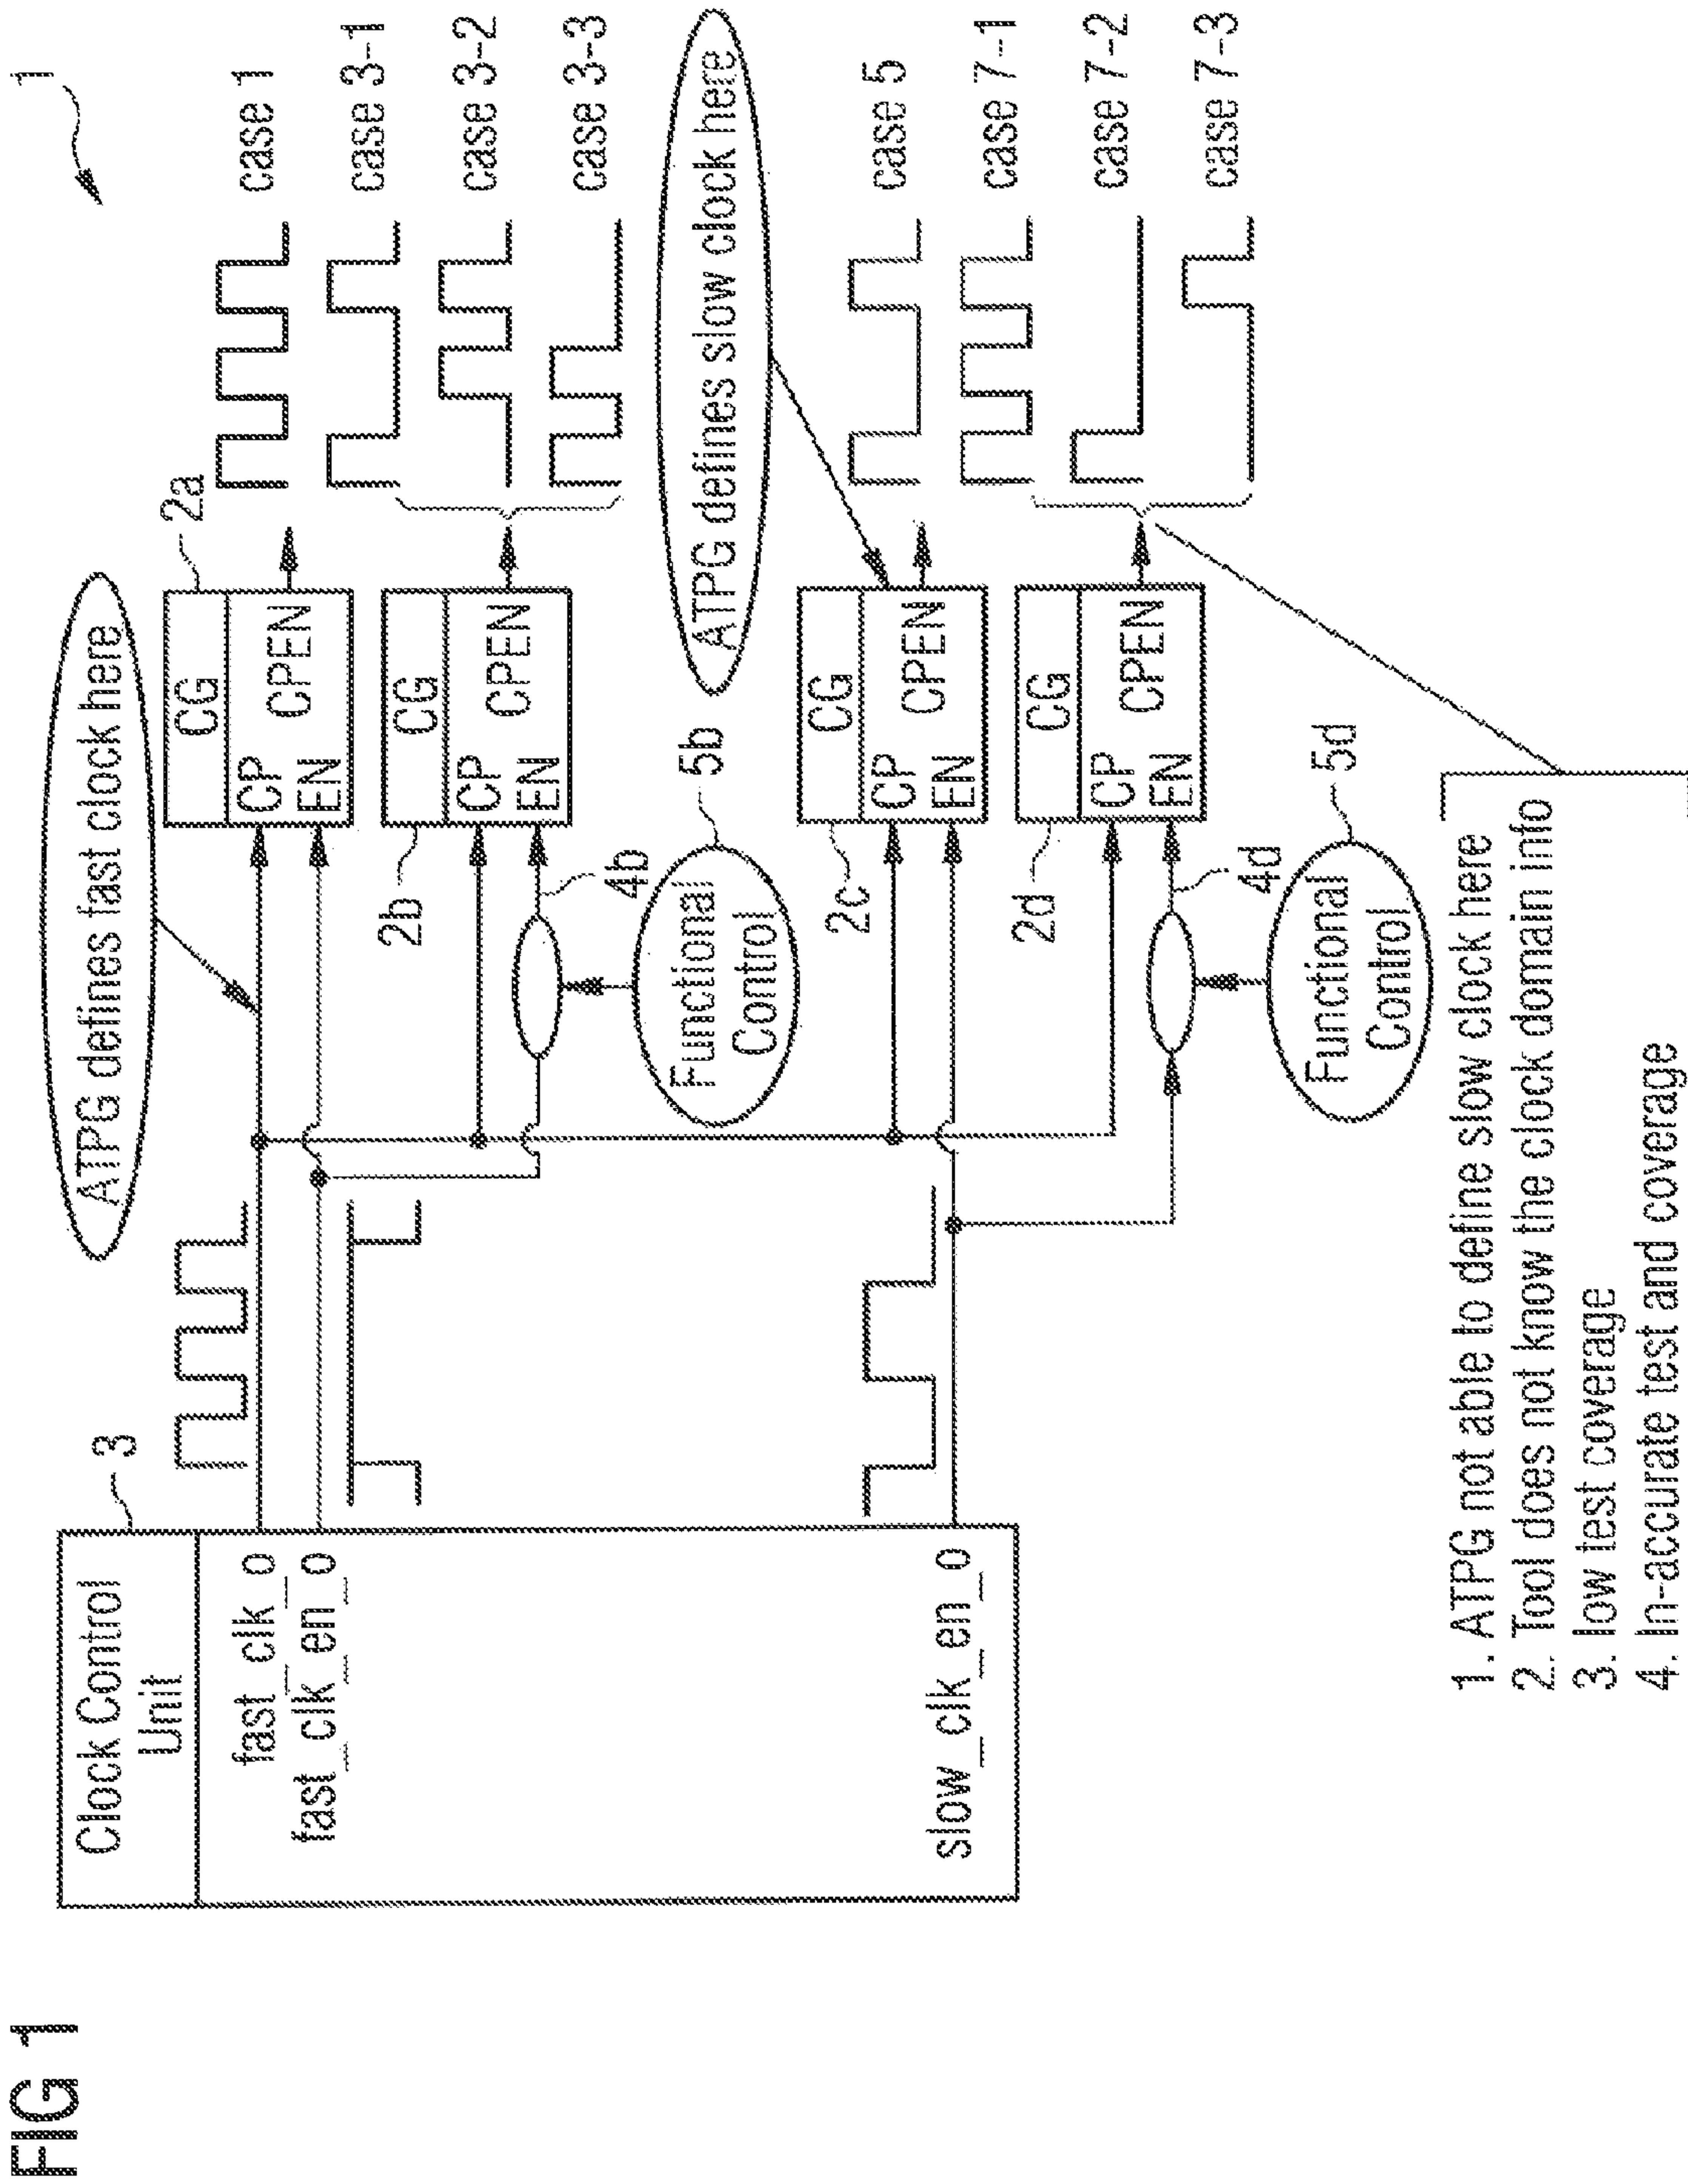 FIG 1
1
Clock Control
Unit
3
fast_clk_o
fast_clk_en_o
slow_clk_en_o
ATPG defines fast clock here
CG
2a
CP
EN
CPEN
case 1
case 3-1
case 3-2
case 3-3
CG
2b
CP
EN
CPEN
4b
Functional
Control
5b
ATPG defines slow clock here
CG
2c
CP
EN
CPEN
case 5
case 7-1
case 7-2
case 7-3
CG
2d
CP
EN
CPEN
4d
Functional
Control
5d
1. ATPG not able to define slow clock here
2. Tool does not know the clock domain info
3. low test coverage
4. In-accurate test and coverage